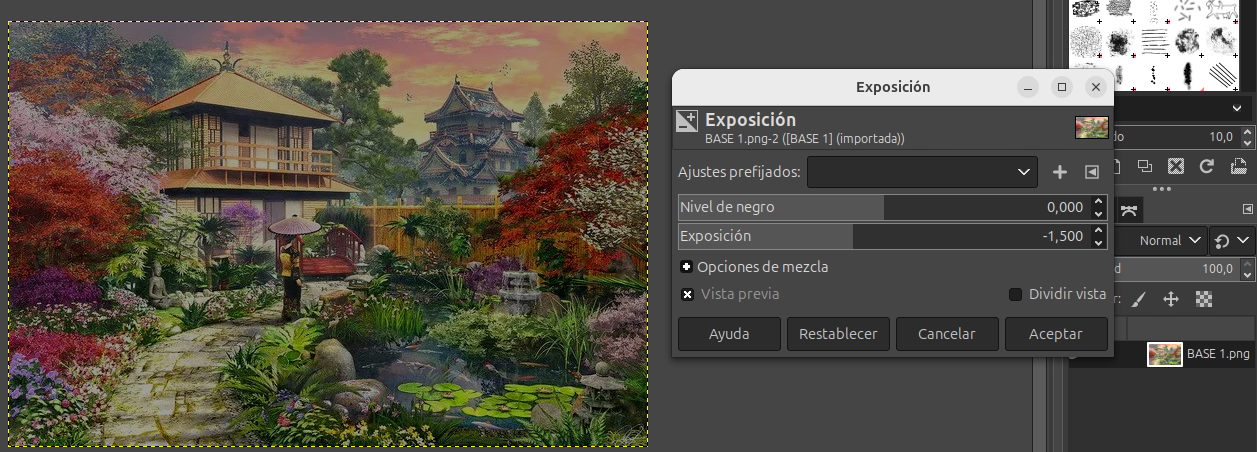 Exposición
Exposición
BASE 1.png-2 ([BASE 1] (importada))
Ajustes prefijados:
Nivel de negro 0,000
Exposición -1,500
Opciones de mezcla
Vista previa Dividir vista
Ayuda Restablecer Cancelar Aceptar
10,0
Normal
100,0
BASE 1.png